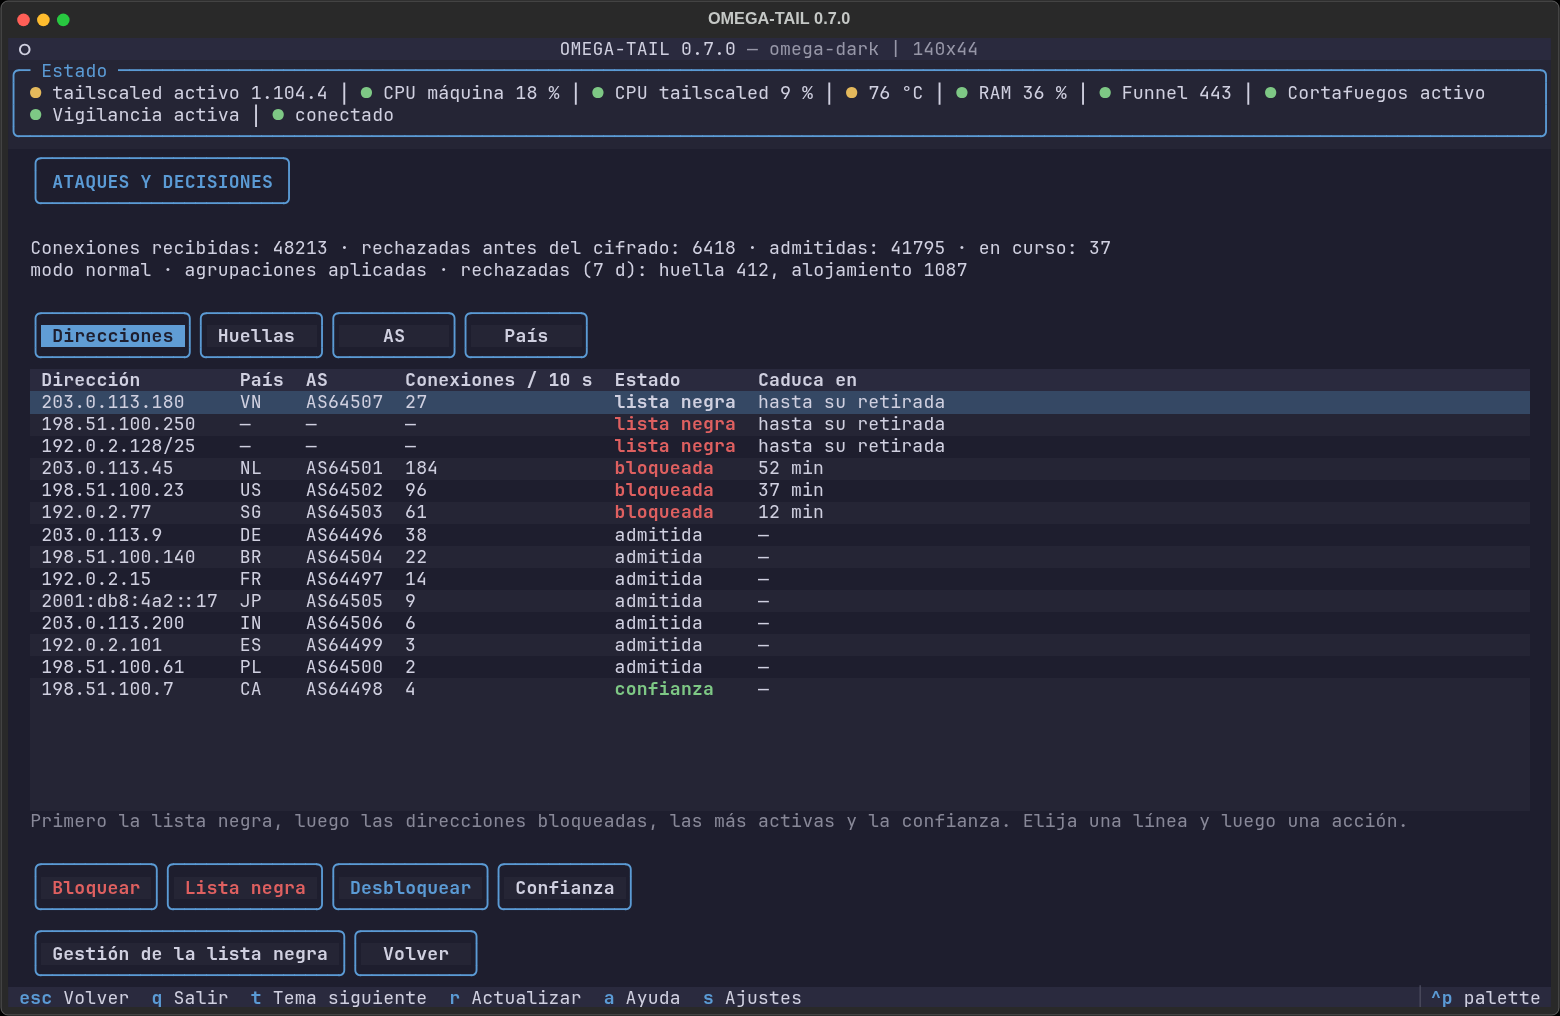 OMEGA-TAIL 0.7.0
OMEGA-TAIL 0.7.0 — omega-dark | 140x44
Estado
tailscaled activo 1.104.4 │ ● CPU máquina 18 % │ ● CPU tailscaled 9 % │ ● 76 °C │ ● RAM 36 % │ ● Funnel 443 │ ● Cortafuegos activo
● Vigilancia activa │ ● conectado
ATAQUES Y DECISIONES
Conexiones recibidas: 48213 · rechazadas antes del cifrado: 6418 · admitidas: 41795 · en curso: 37
modo normal · agrupaciones aplicadas · rechazadas (7 d): huella 412, alojamiento 1087
Direcciones Huellas AS País
Dirección País AS Conexiones / 10 s Estado Caduca en
203.0.113.180 VN AS64507 27 lista negra hasta su retirada
198.51.100.250 — — — lista negra hasta su retirada
192.0.2.128/25 — — — lista negra hasta su retirada
203.0.113.45 NL AS64501 184 bloqueada 52 min
198.51.100.23 US AS64502 96 bloqueada 37 min
192.0.2.77 SG AS64503 61 bloqueada 12 min
203.0.113.9 DE AS64496 38 admitida —
198.51.100.140 BR AS64504 22 admitida —
192.0.2.15 FR AS64497 14 admitida —
2001:db8:4a2::17 JP AS64505 9 admitida —
203.0.113.200 IN AS64506 6 admitida —
192.0.2.101 ES AS64499 3 admitida —
198.51.100.61 PL AS64500 2 admitida —
198.51.100.7 CA AS64498 4 confianza —
Primero la lista negra, luego las direcciones bloqueadas, las más activas y la confianza. Elija una línea y luego una acción.
Bloquear Lista negra Desbloquear Confianza
Gestión de la lista negra Volver
esc Volver q Salir t Tema siguiente r Actualizar a Ayuda s Ajustes ^p palette